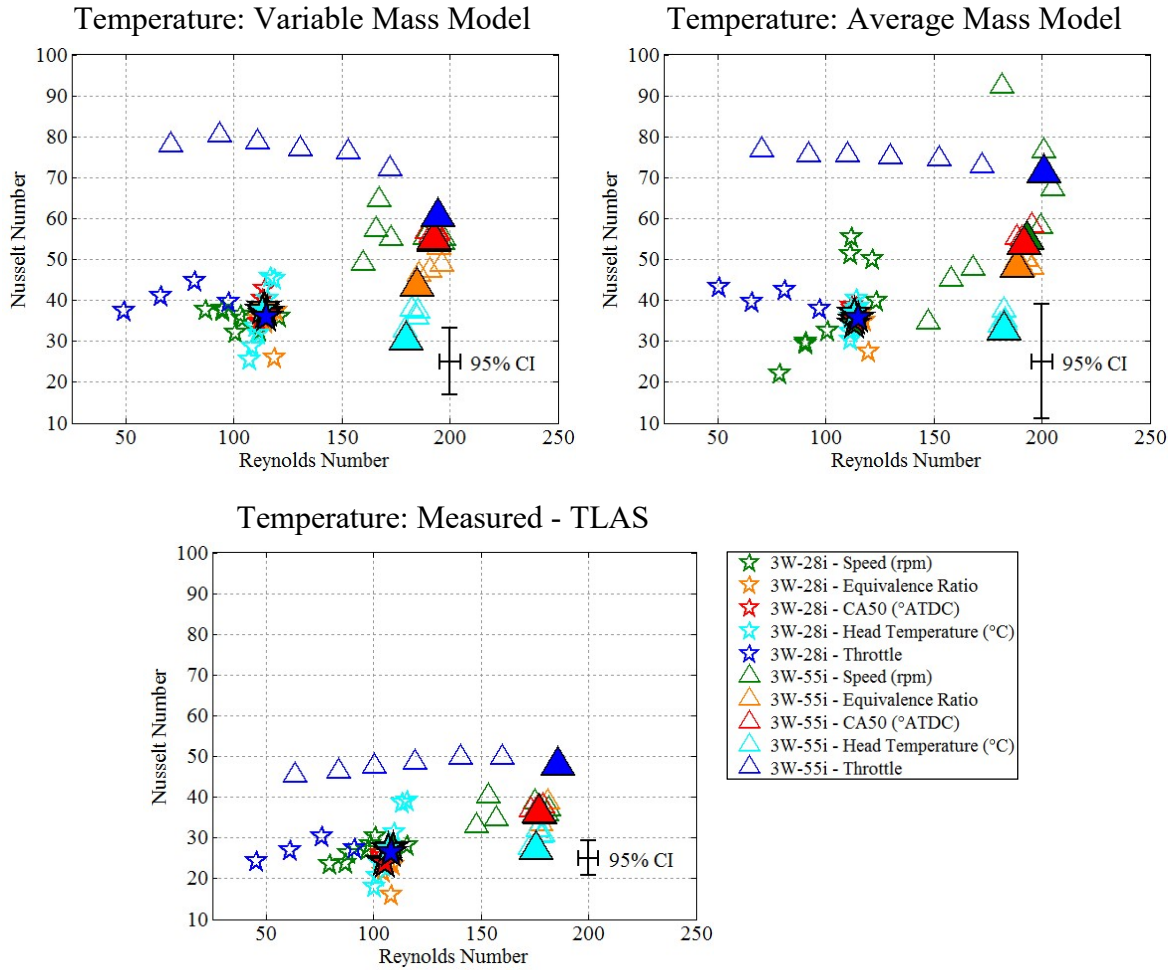 Temperature: Variable Mass Model
100
90
80
70
60
50
40
30
20
10
Nusselt Number
95% CI
50
100
150
200
250
Reynolds Number
Temperature: Average Mass Model
100
90
80
70
60
50
40
30
20
10
Nusselt Number
95% CI
50
100
150
200
250
Reynolds Number
Temperature: Measured - TLAS
100
90
80
70
60
50
40
30
20
10
Nusselt Number
95% CI
50
100
150
200
250
Reynolds Number
3W-28i - Speed (rpm)
3W-28i - Equivalence Ratio
3W-28i - CA50 (°ATDC)
3W-28i - Head Temperature (°C)
3W-28i - Throttle
3W-55i - Speed (rpm)
3W-55i - Equivalence Ratio
3W-55i - CA50 (°ATDC)
3W-55i - Head Temperature (°C)
3W-55i - Throttle